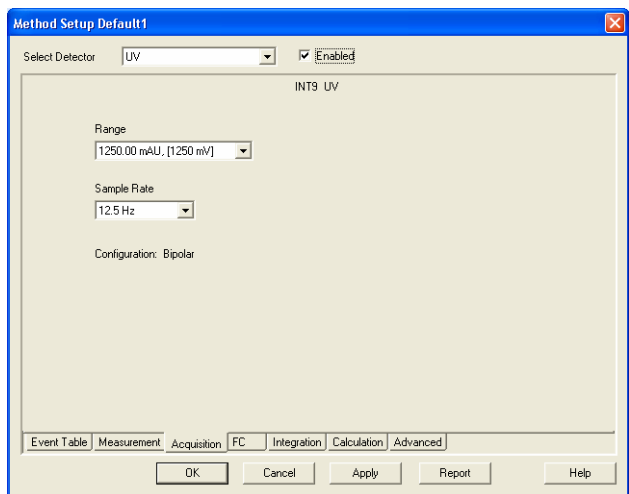 Method Setup Default1
Select Detector UV Enabled
INT9 UV
Range
1250.00 mAU, [1250 mV]
Sample Rate
12.5 Hz
Configuration: Bipolar
Event Table Measurement Acquisition FC Integration Calculation Advanced
OK Cancel Apply Report Help